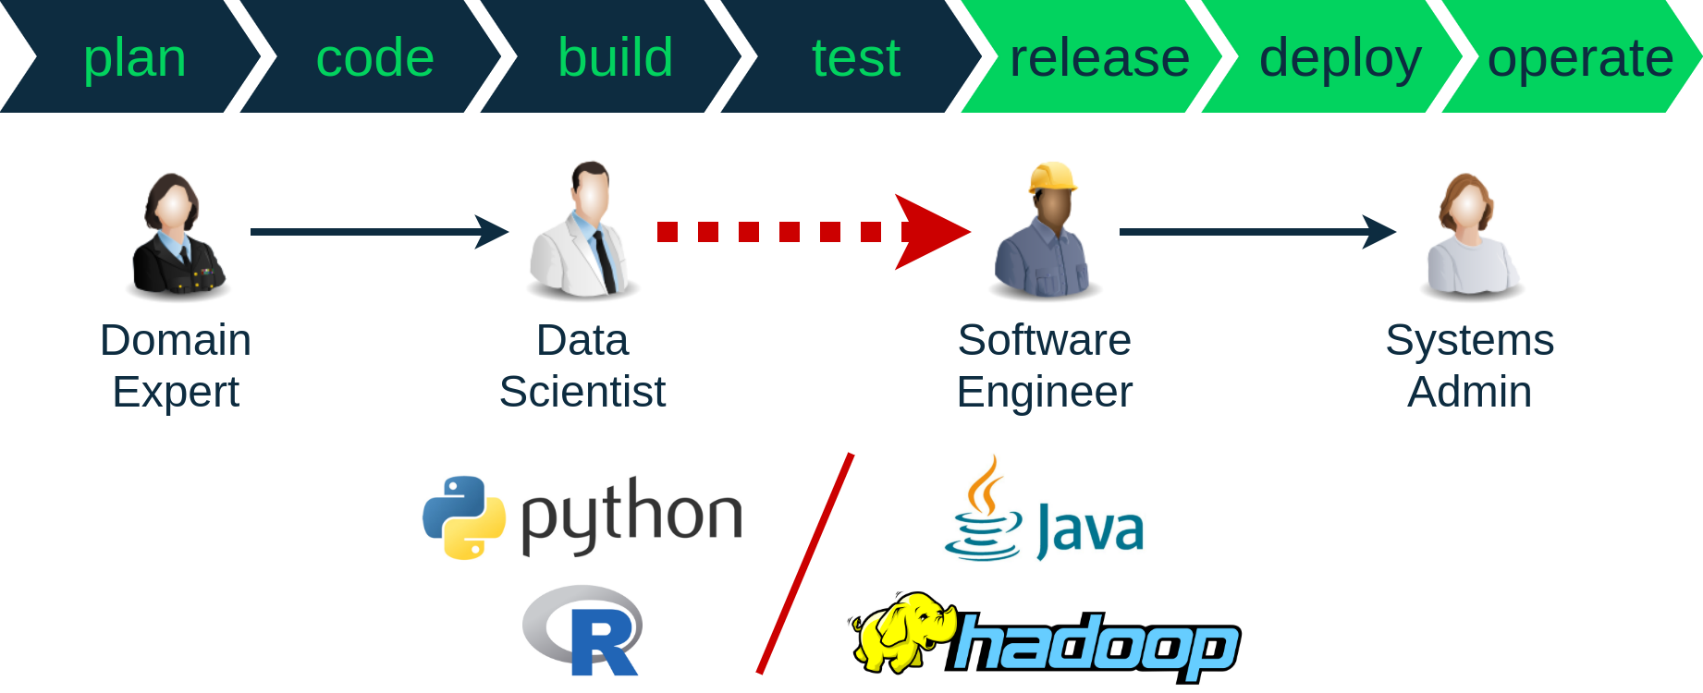 plan code build test release deploy operate
Domain Data Software Systems
Expert Scientist Engineer Admin
python Java
R hadoop